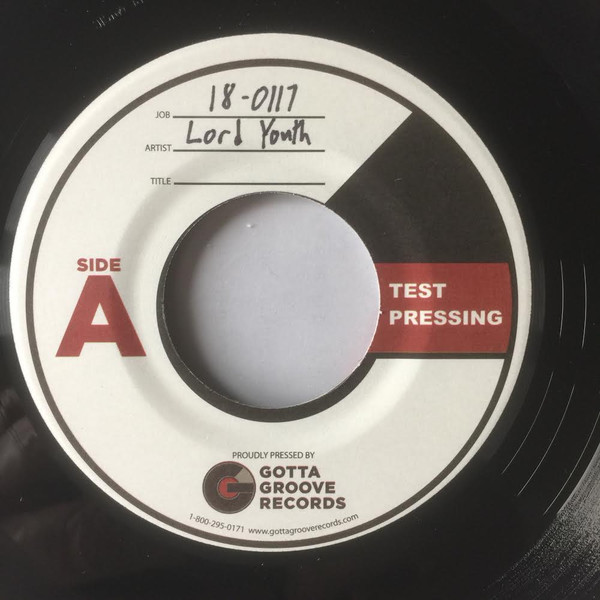 JOB 18-0117
ARTIST Lord Youth
TITLE
SIDE
A
TEST
PRESSING
PROUDLY PRESSED BY
GOTTA
GROOVE
RECORDS
1-800-295-0171 www.gottagrooverecords.com